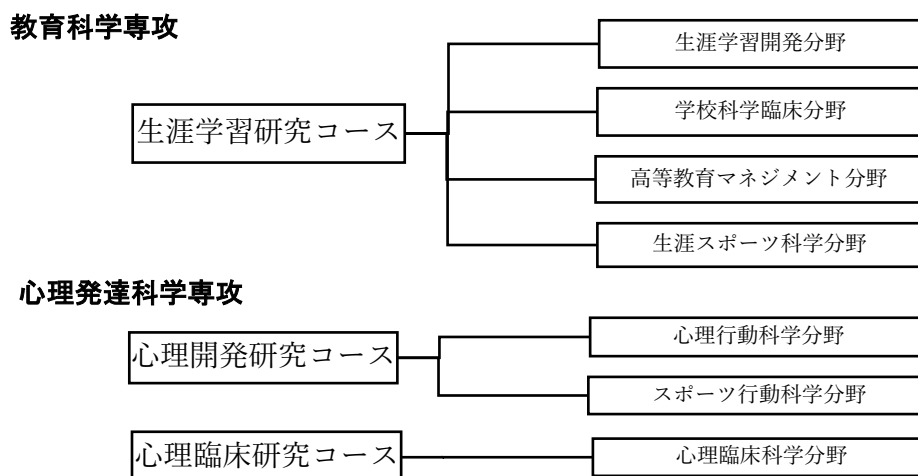 教育科学専攻
生涯学習研究コース
生涯学習開発分野
学校科学臨床分野
高等教育マネジメント分野
生涯スポーツ科学分野
心理発達科学専攻
心理開発研究コース
心理行動科学分野
スポーツ行動科学分野
心理臨床研究コース
心理臨床科学分野